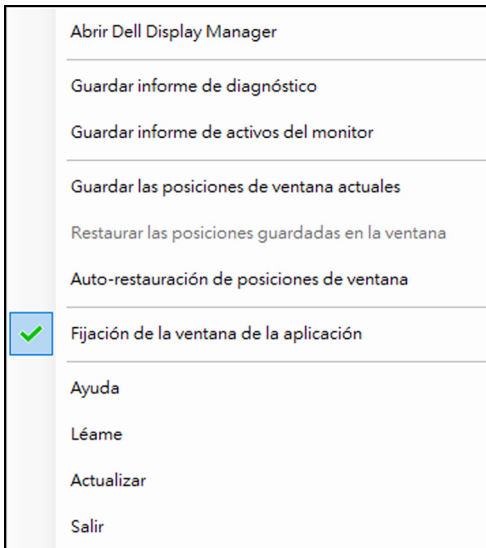 Abrir Dell Display Manager
Guardar informe de diagnóstico
Guardar informe de activos del monitor
Guardar las posiciones de ventana actuales
Restaurar las posiciones guardadas en la ventana
Auto-restauración de posiciones de ventana
Fijación de la ventana de la aplicación
Ayuda
Léame
Actualizar
Salir